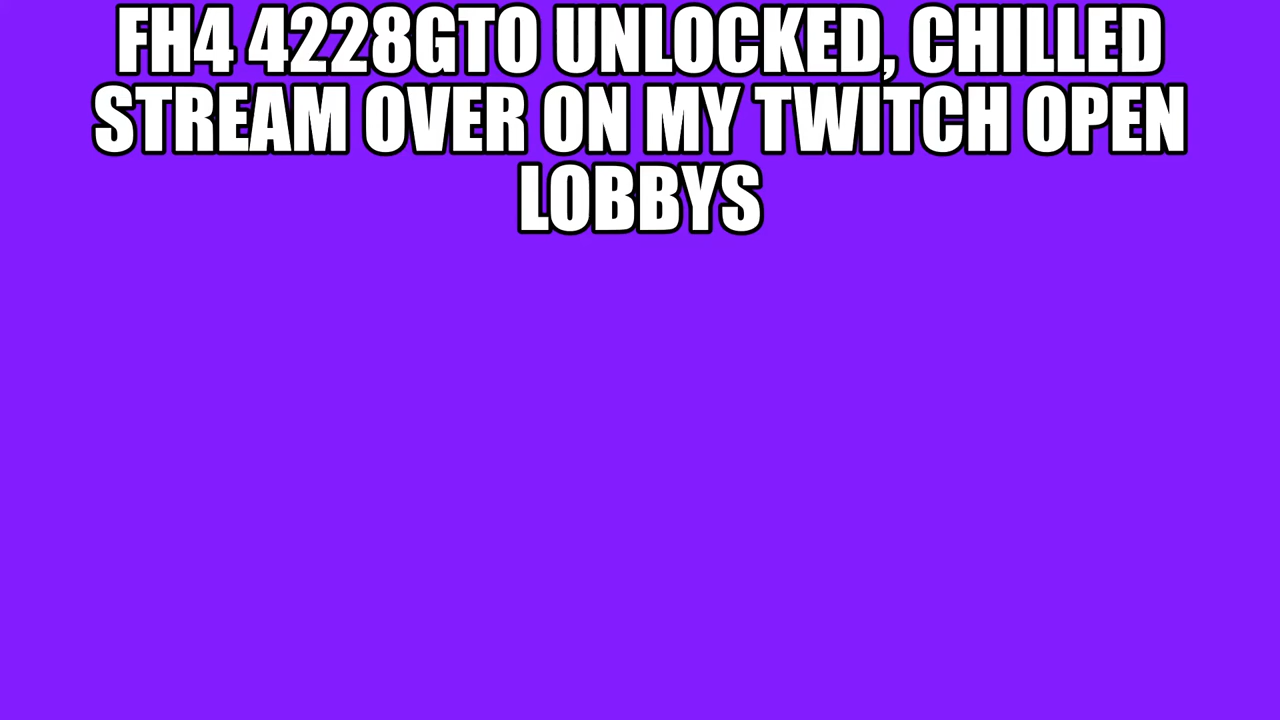 FH4 4228GTO UNLOCKED, CHILLED
STREAM OVER ON MY TWITCH OPEN
LOBBYS